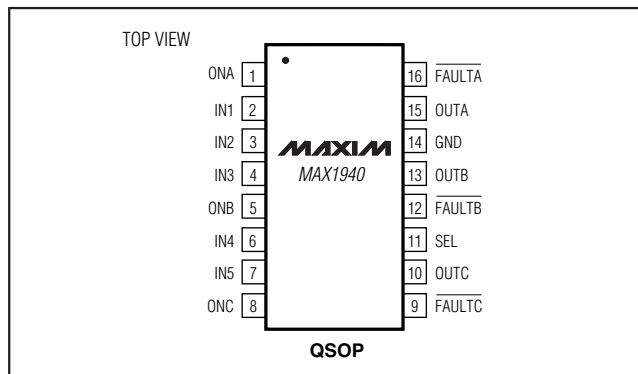 TOP VIEW
ONA 1 16 FAULTA
IN1 2 15 OUTA
IN2 3 14 GND
MAXIM
IN3 4 13 OUTB
MAX1940
ONB 5 12 FAULTB
IN4 6 11 SEL
IN5 7 10 OUTC
ONC 8 9 FAULTC
QSOP